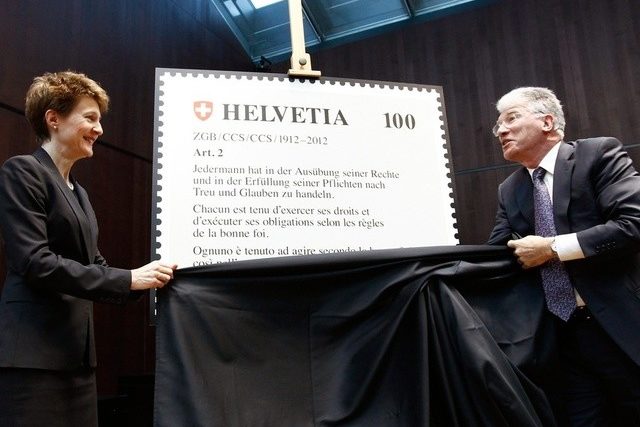 HELVETIA 100
ZGB/CCS/CCS/1912–2012
Art. 2
Jedermann hat in der Ausübung seiner Rechte
und in der Erfüllung seiner Pflichten nach
Treu und Glauben zu handeln.
Chacun est tenu d'exercer ses droits et
d'exécuter ses obligations selon les règles
de la bonne foi.
Ognuno è tenuto ad agire secondo
così